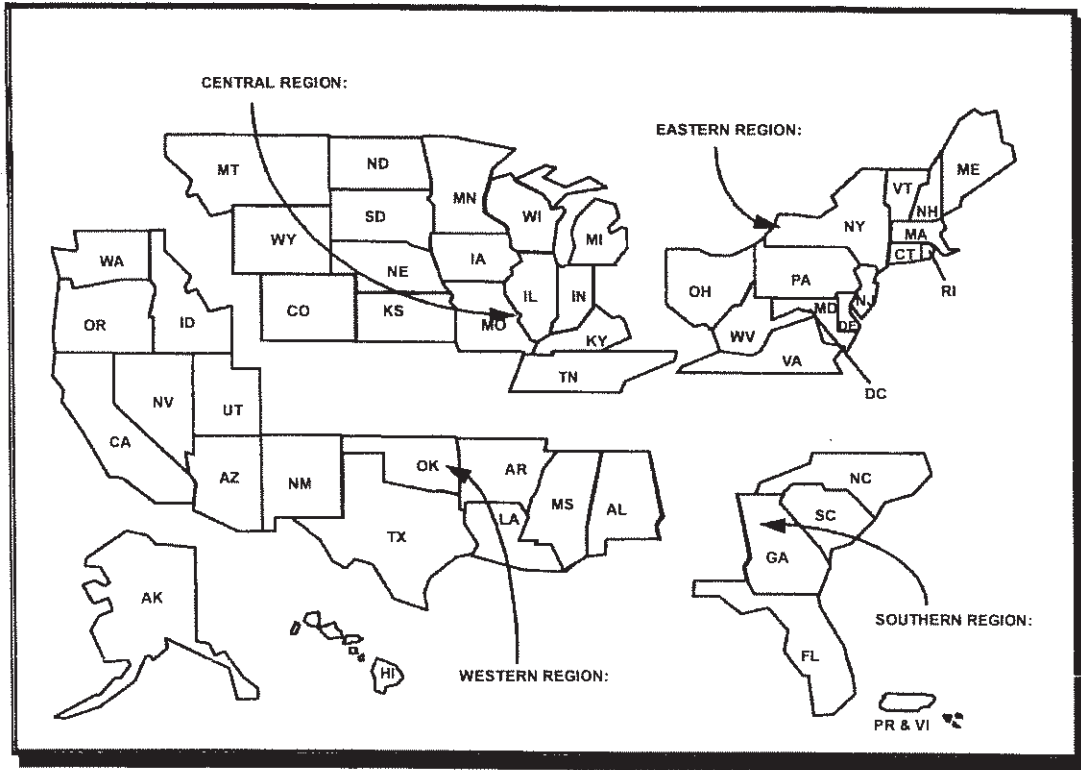 CENTRAL REGION:
EASTERN REGION:
MT
ND
MN
WI
MI
SD
WY
NE
IA
IL
IN
CO
KS
MO
KY
TN
ME
VT
NH
NY
MA
CT
RI
PA
OH
NJ
MD
DE
WV
VA
DC
WA
OR
ID
NV
UT
CA
AZ
NM
OK
AR
TX
LA
MS
AL
NC
SC
GA
FL
SOUTHERN REGION:
WESTERN REGION:
AK
HI
PR & VI